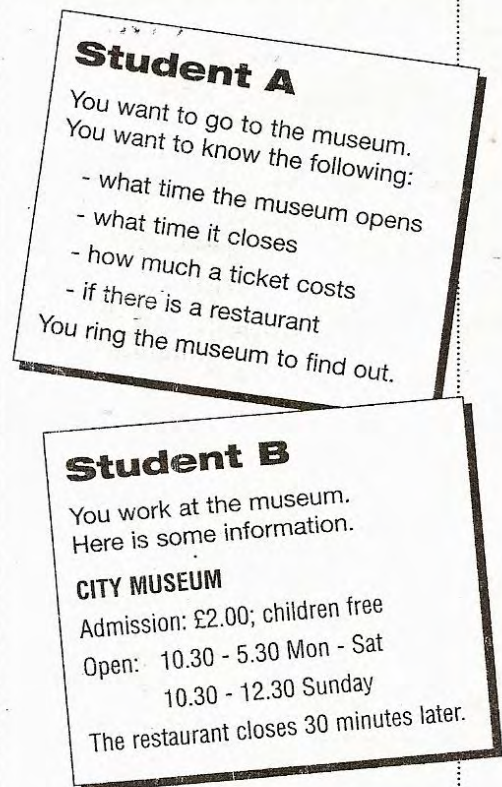 Student A
You want to go to the museum.
You want to know the following:
- what time the museum opens
- what time it closes
- how much a ticket costs
- if there is a restaurant
You ring the museum to find out.
Student B
You work at the museum.
Here is some information.
CITY MUSEUM
Admission: £2.00; children free
Open: 10.30 - 5.30 Mon - Sat
10.30 - 12.30 Sunday
The restaurant closes 30 minutes later.